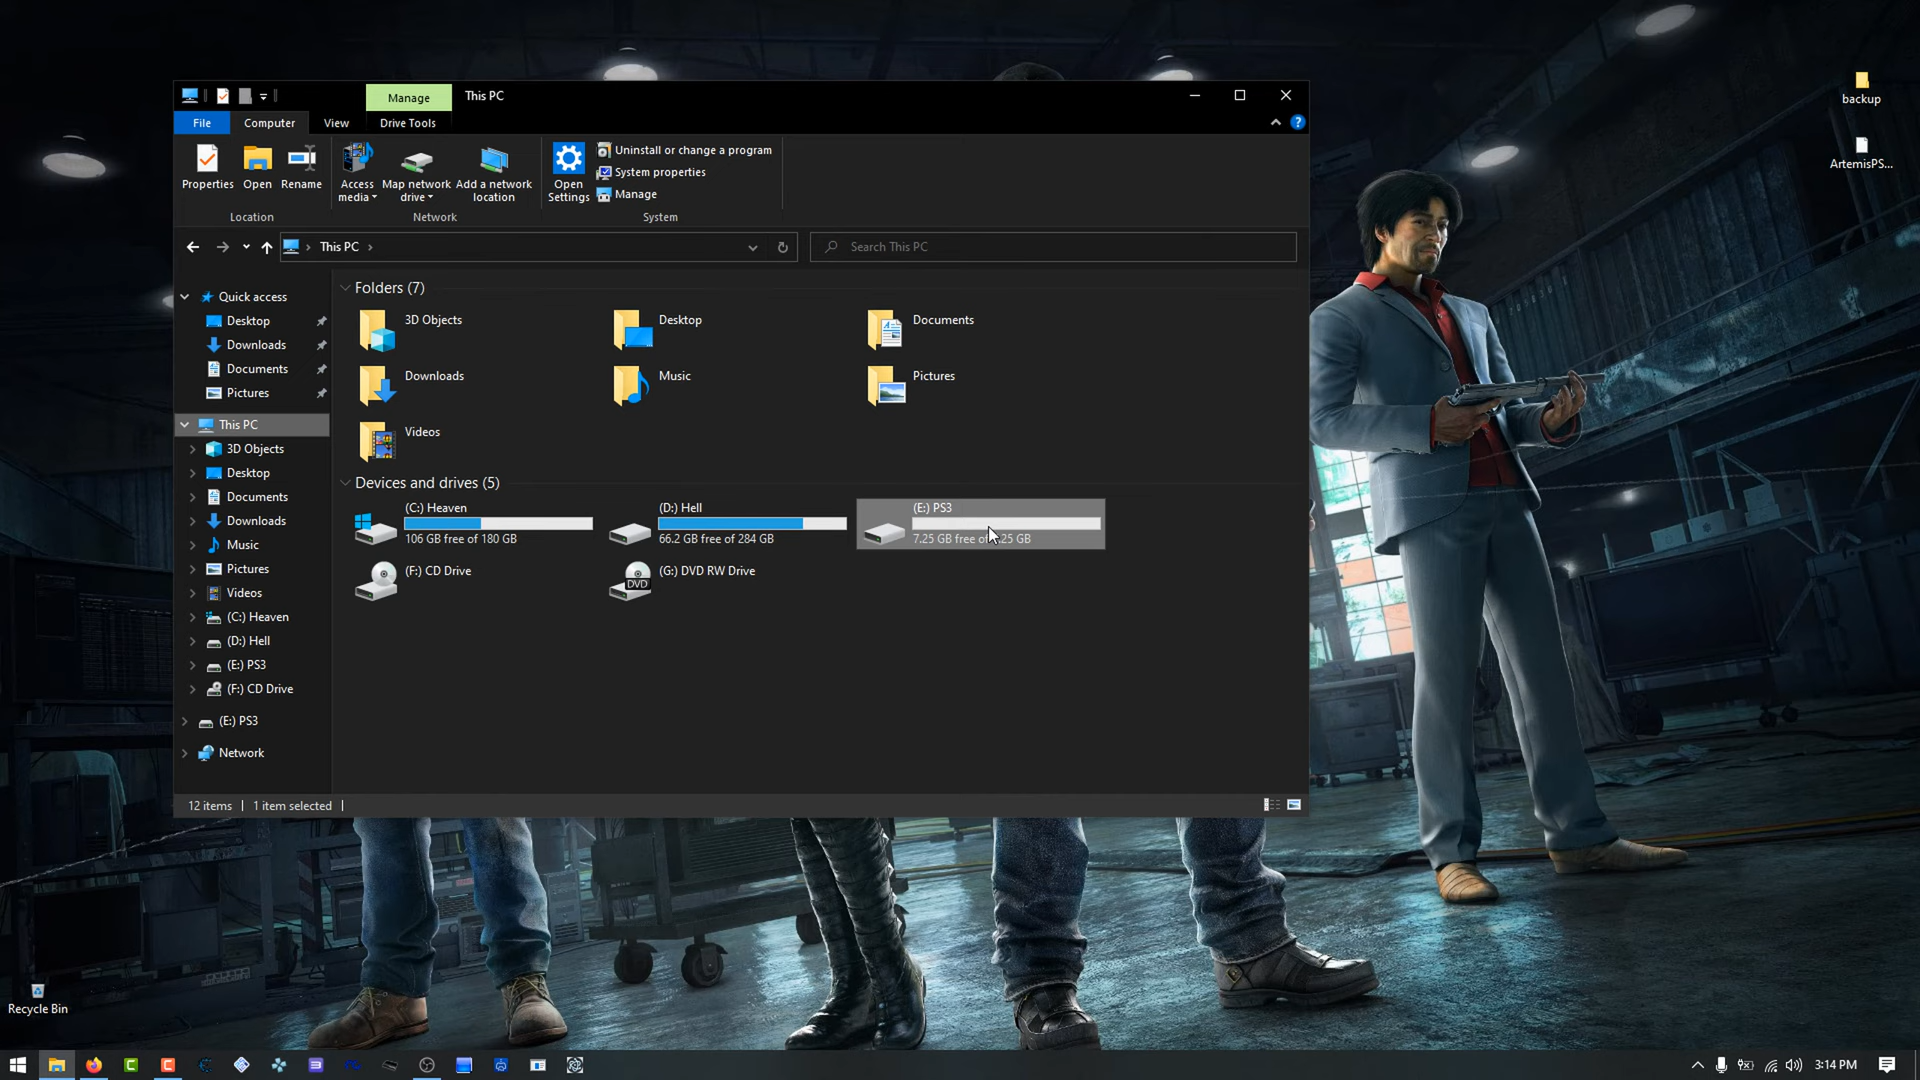 Manage
This PC
File
Computer
View
Drive Tools
Properties
Open
Rename
Access media
Map network drive
Add a network location
Open Settings
Uninstall or change a program
System properties
Manage
Location
Network
System
This PC
Search This PC
Quick access
Desktop
Downloads
Documents
Pictures
This PC
3D Objects
Desktop
Documents
Downloads
Music
Pictures
Videos
(C:) Heaven
(D:) Hell
(E:) PS3
(F:) CD Drive
(E:) PS3
Network
Folders (7)
3D Objects
Desktop
Documents
Downloads
Music
Pictures
Videos
Devices and drives (5)
(C:) Heaven
106 GB free of 180 GB
(D:) Hell
66.2 GB free of 284 GB
(E:) PS3
7.25 GB free of .25 GB
(F:) CD Drive
DVD
(G:) DVD RW Drive
12 items
1 item selected
backup
ArtemisPS...
Recycle Bin
3:14 PM